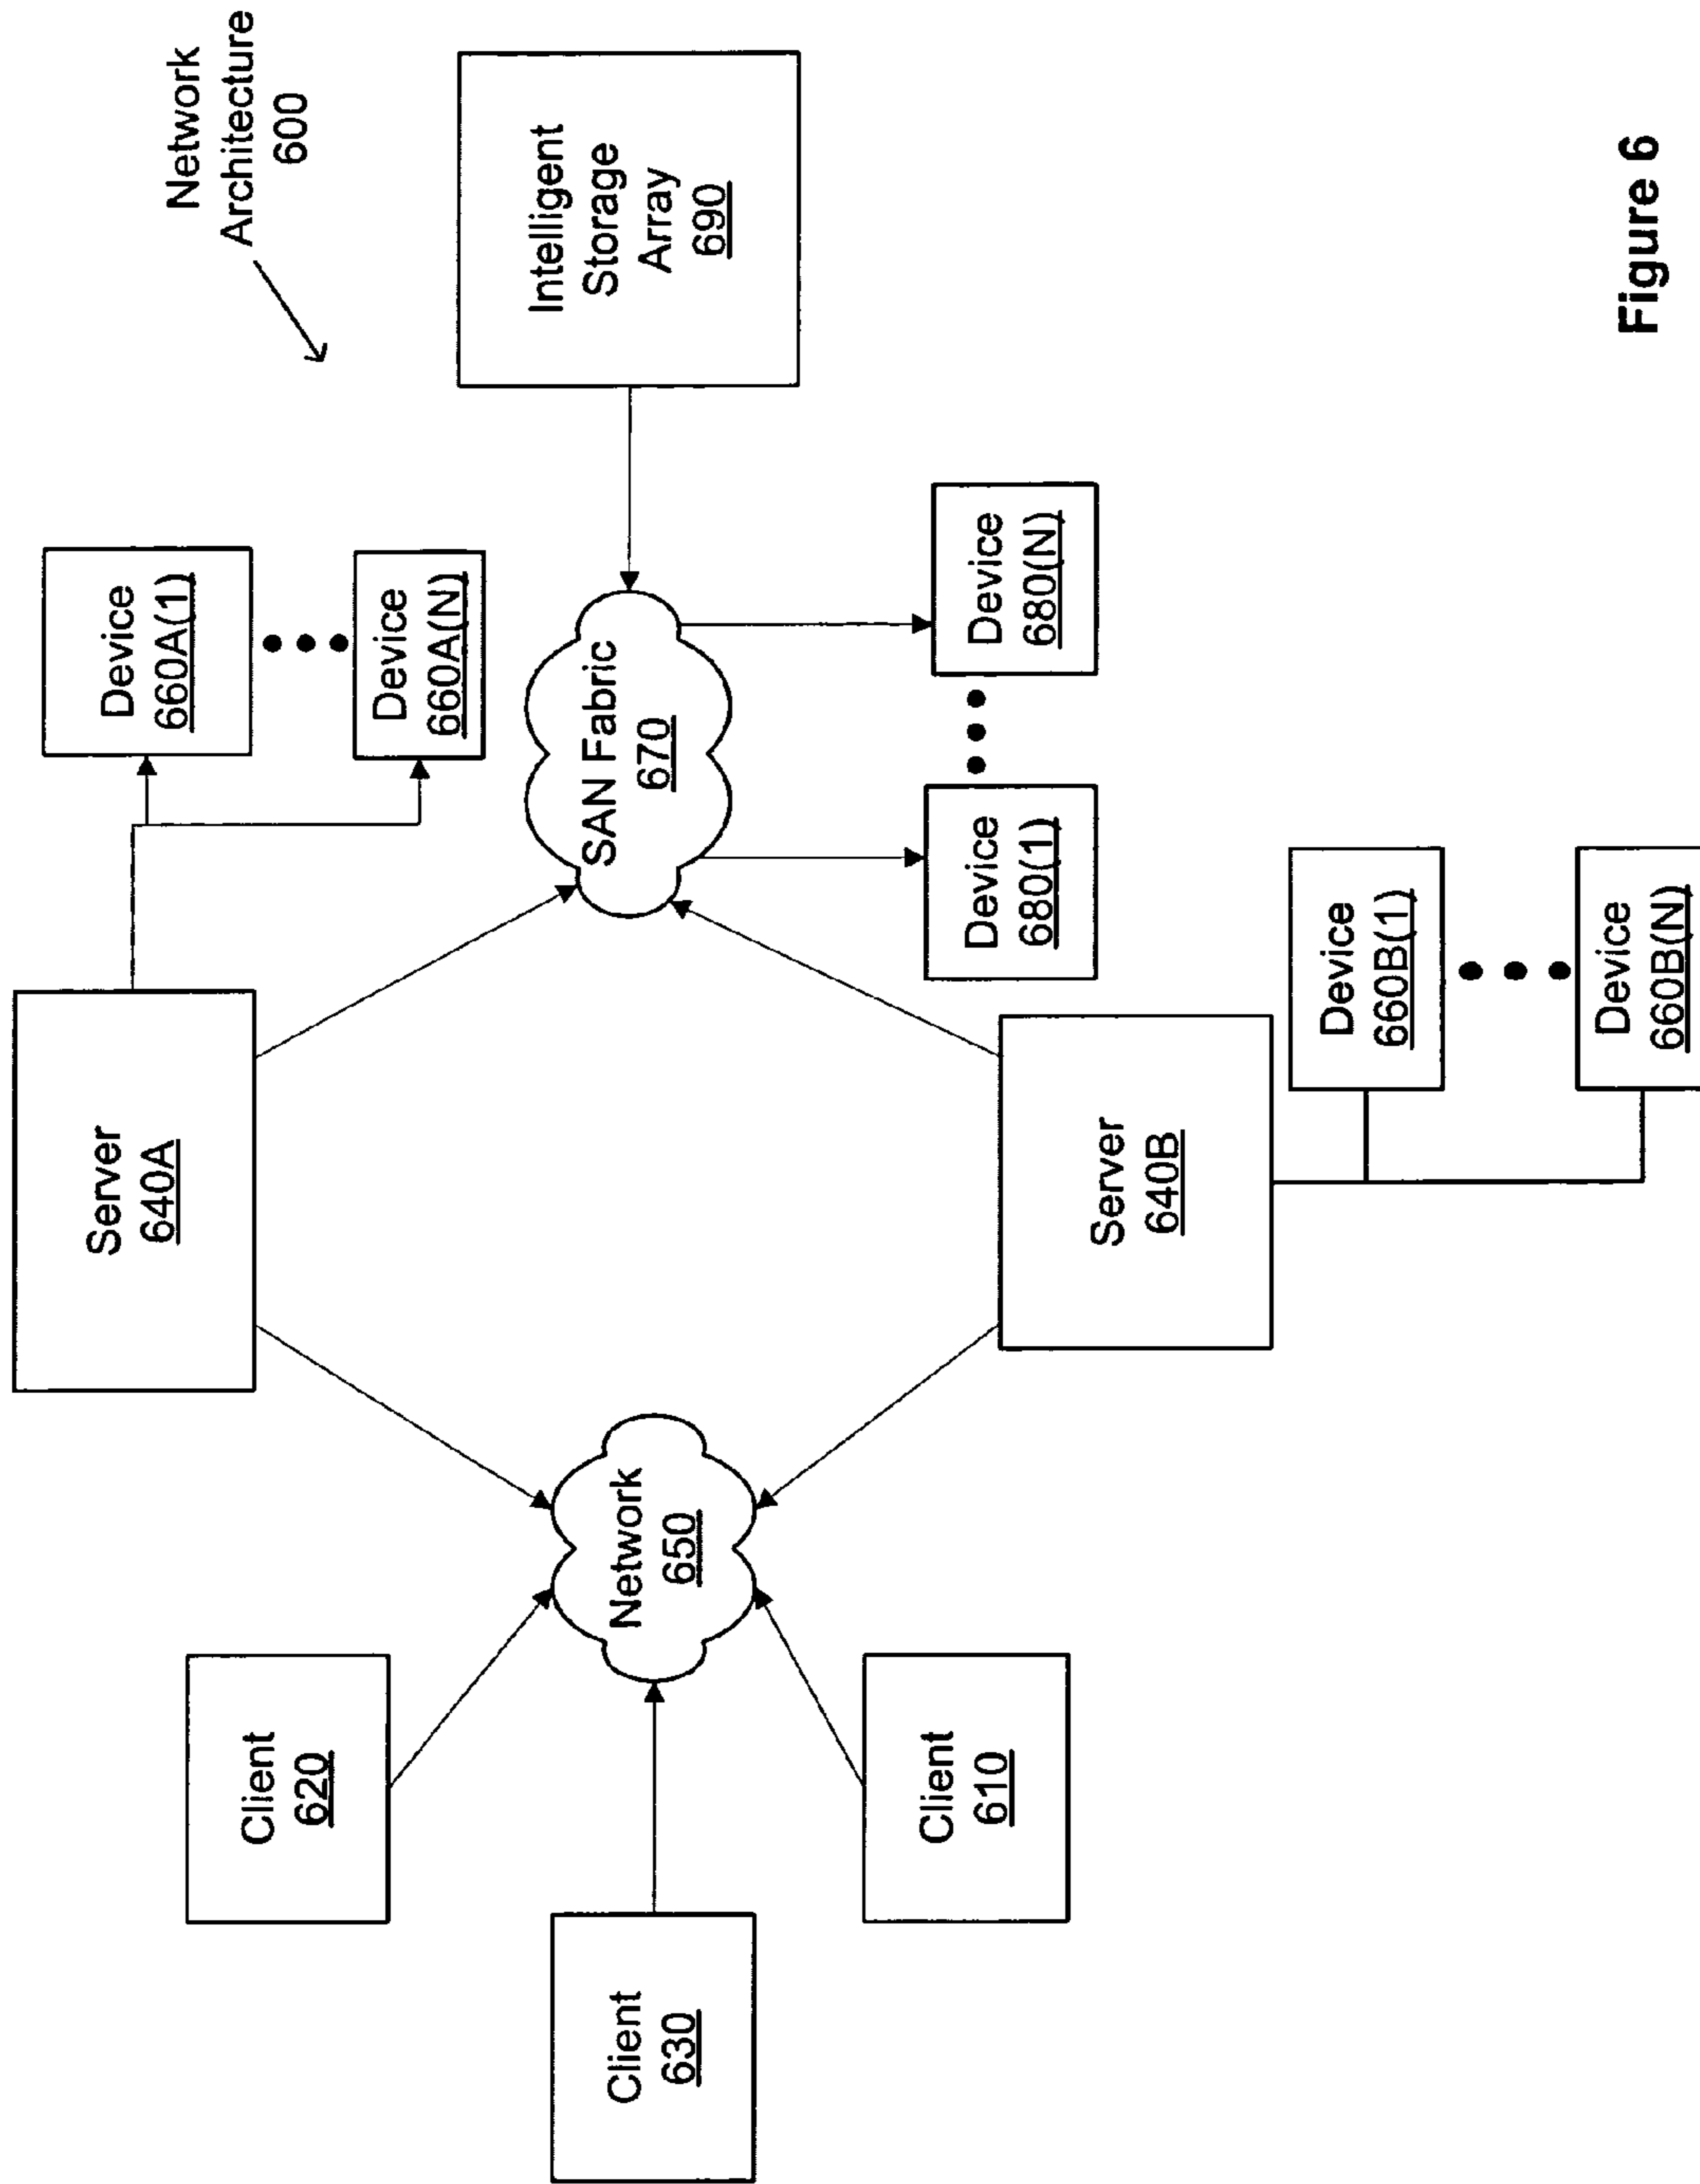 Network
Architecture
600
Device
660A(1)
Device
660A(N)
Server
640A
Client
620
Intelligent
Storage
Array
690
SAN Fabric
670
Network
650
Client
630
Device
680(1)
Device
680(N)
Client
610
Server
640B
Device
660B(1)
Device
660B(N)
Figure 6